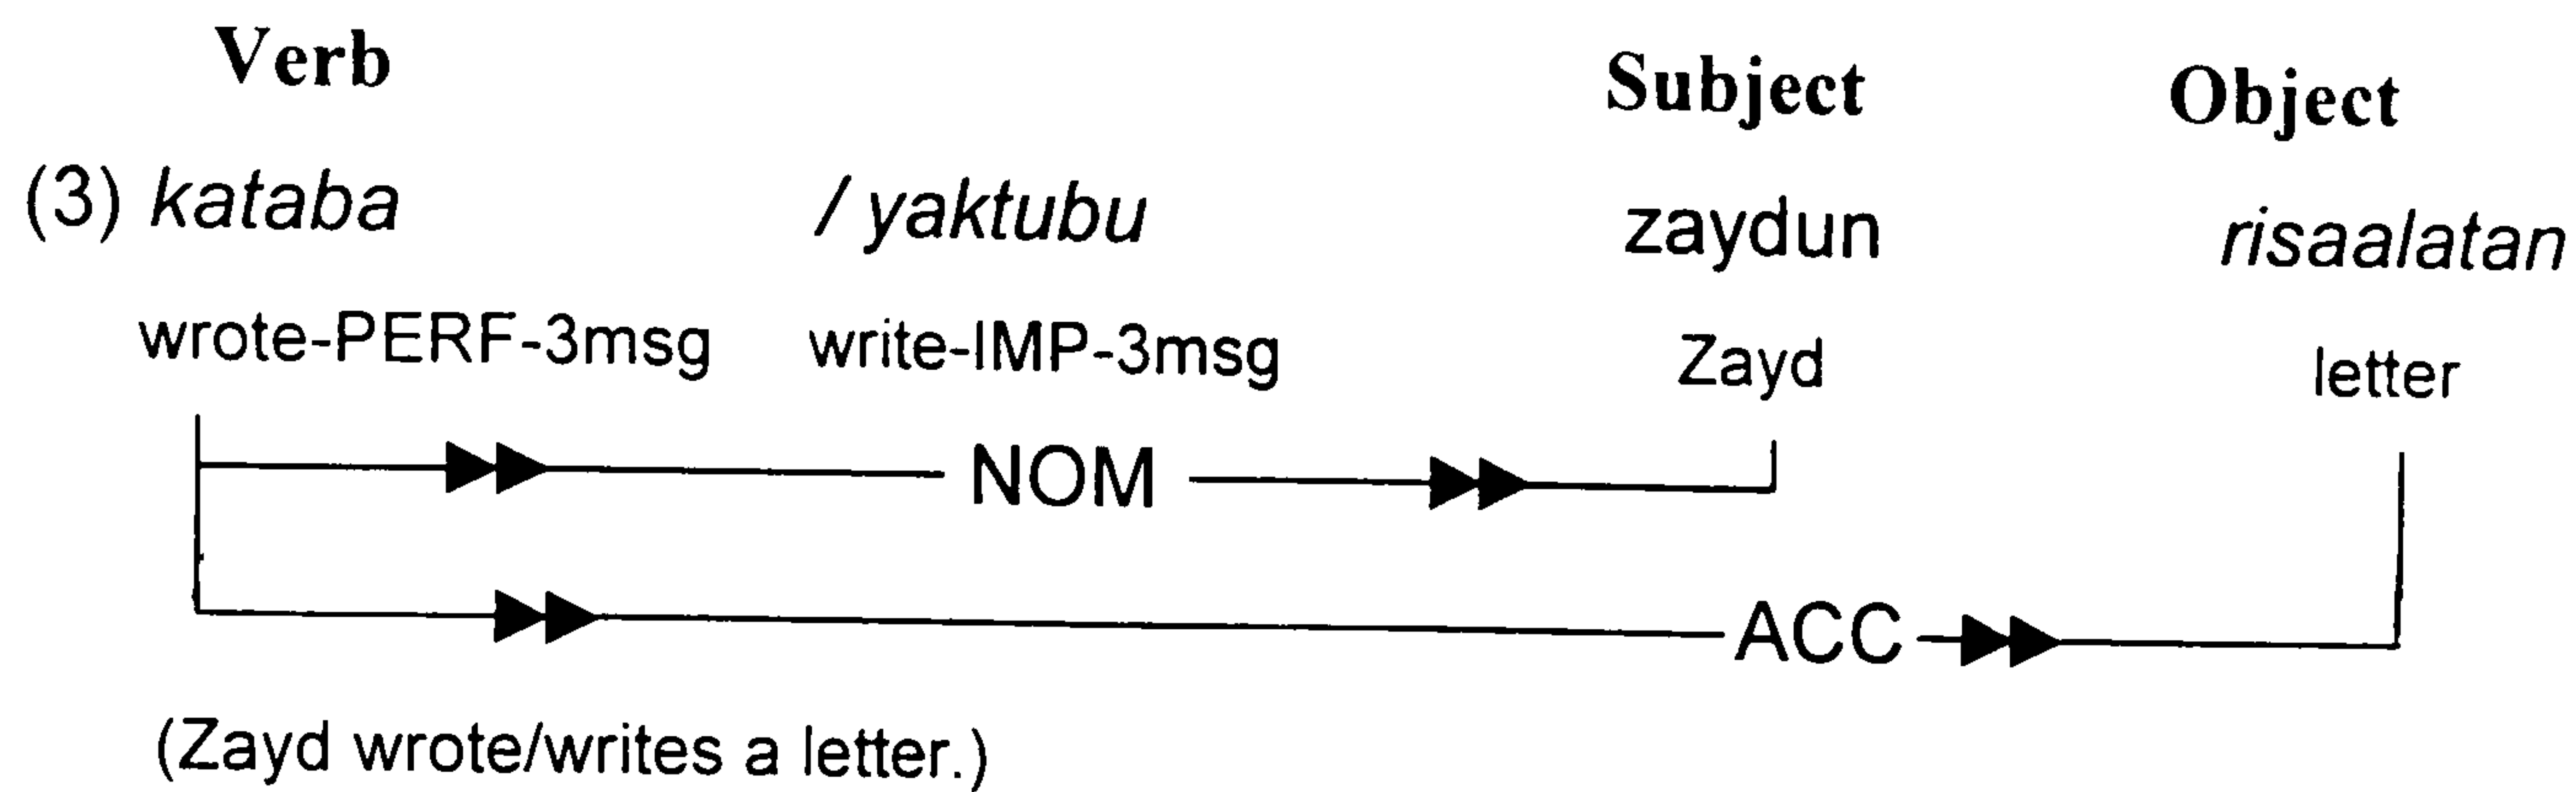 Verb Subject Object
(3) kataba / yaktubu zaydun risaalatan
wrote-PERF-3msg write-IMP-3msg Zayd letter
NOM
ACC
(Zayd wrote/writes a letter.)